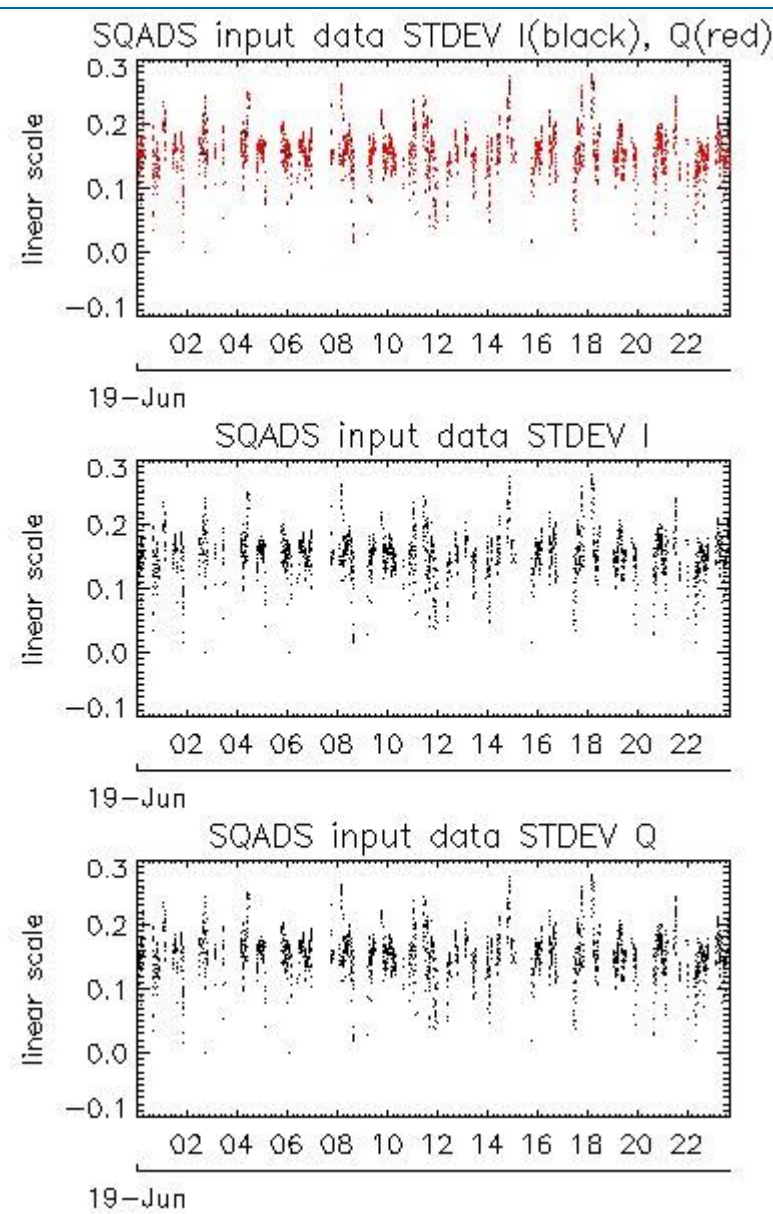 SQADS input data STDEV I(black), Q(red)
0.3
0.2
0.1
0.0
−0.1
linear scale
02 04 06 08 10 12 14 16 18 20 22
19−Jun
SQADS input data STDEV I
0.3
0.2
0.1
0.0
−0.1
linear scale
02 04 06 08 10 12 14 16 18 20 22
19−Jun
SQADS input data STDEV Q
0.3
0.2
0.1
0.0
−0.1
linear scale
02 04 06 08 10 12 14 16 18 20 22
19−Jun